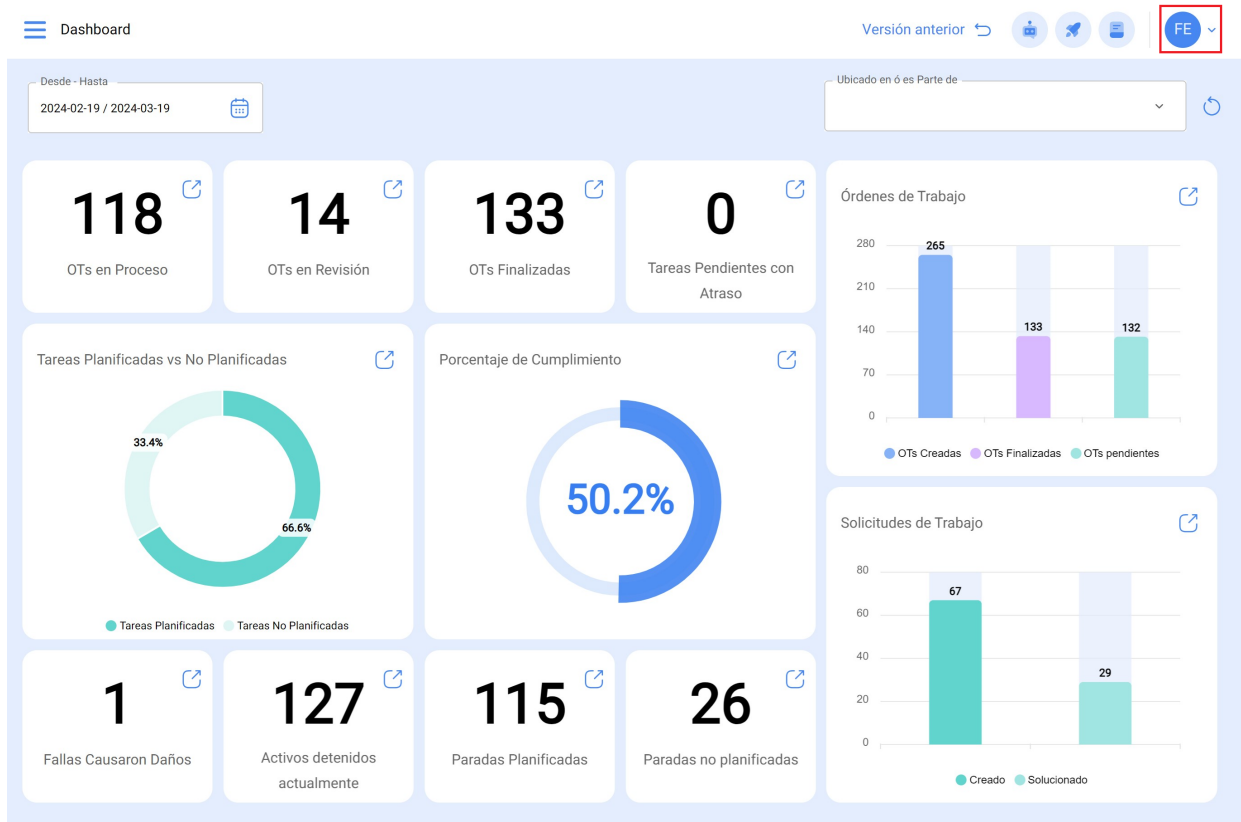 Dashboard
Versión anterior
FE
Desde - Hasta
2024-02-19 / 2024-03-19
Ubicado en ó es Parte de
118
OTs en Proceso
14
OTs en Revisión
133
OTs Finalizadas
0
Tareas Pendientes con
Atraso
Órdenes de Trabajo
280
210
140
70
0
265
133
132
OTs Creadas
OTs Finalizadas
OTs pendientes
Tareas Planificadas vs No Planificadas
33.4%
66.6%
Tareas Planificadas
Tareas No Planificadas
Porcentaje de Cumplimiento
50.2%
Solicitudes de Trabajo
80
60
40
20
0
67
29
Creado
Solucionado
1
Fallas Causaron Daños
127
Activos detenidos
actualmente
115
Paradas Planificadas
26
Paradas no planificadas